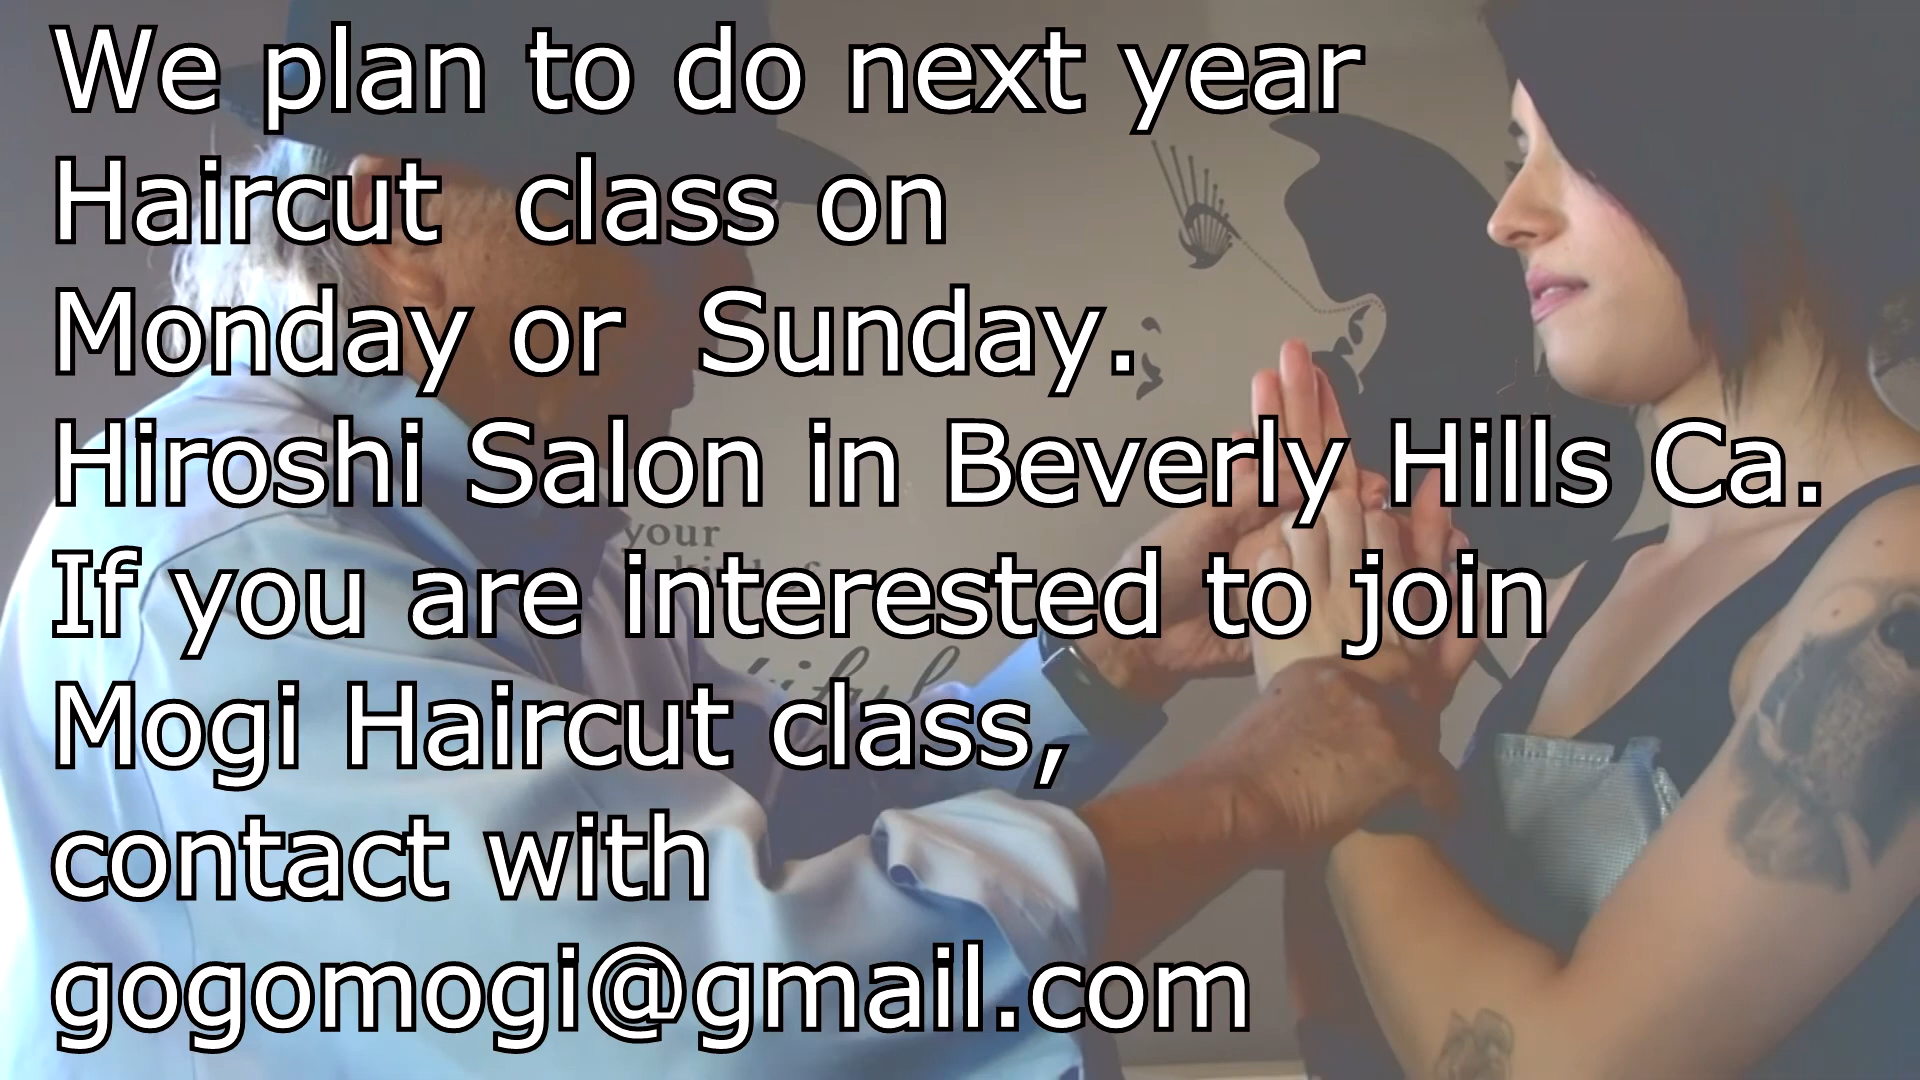 We plan to do next year
Haircut  class on
Monday or  Sunday.
Hiroshi Salon in Beverly Hills Ca.
If you are interested to join
Mogi Haircut class,
contact with
gogomogi@gmail.com
your